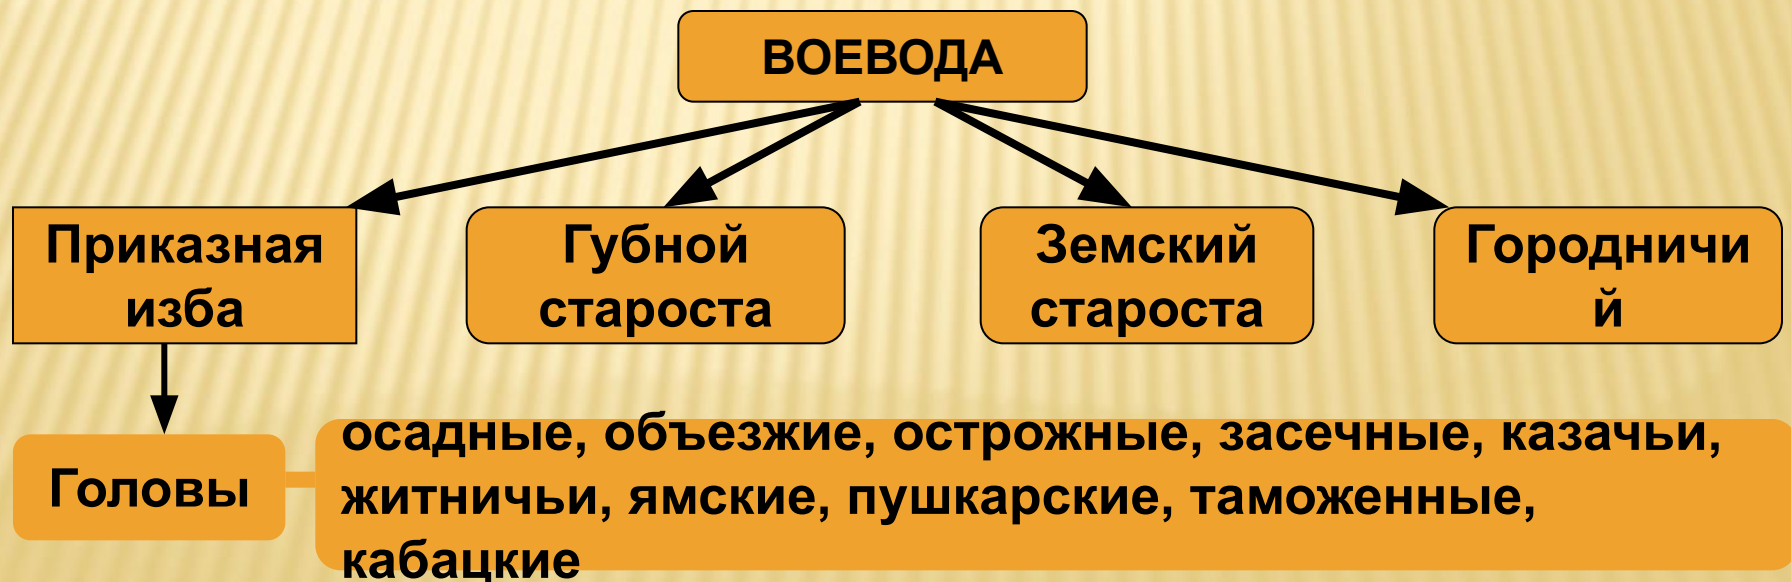 ВОЕВОДА
Приказная
изба
Губной
староста
Земский
староста
Городничи
й
Головы
осадные, объезжие, острожные, засечные, казачьи,
житничьи, ямские, пушкарские, таможенные,
кабацкие